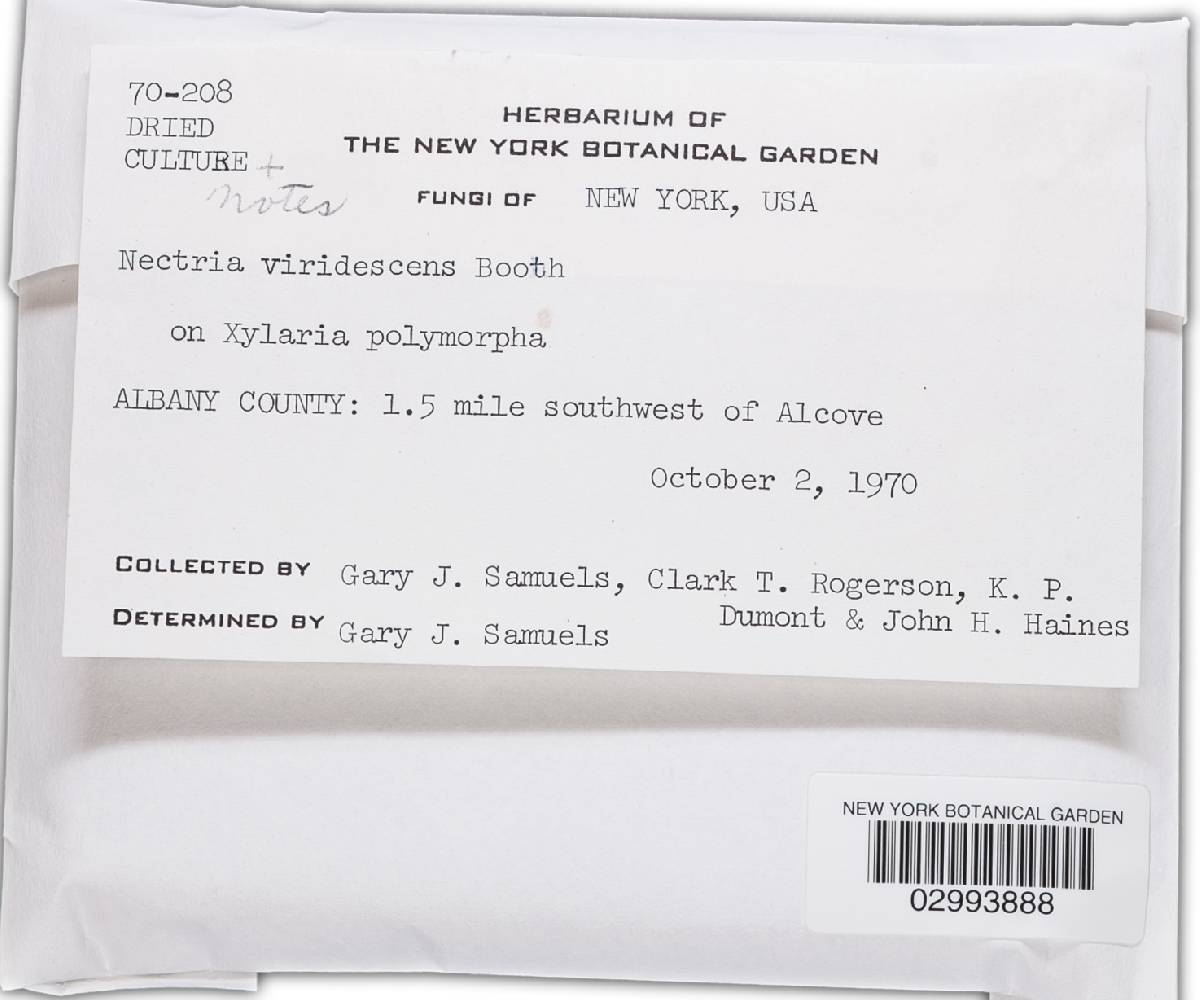 70-208
DRIED
CULTURE +
notes
HERBARIUM OF
THE NEW YORK BOTANICAL GARDEN
FUNGI OF NEW YORK, USA
Nectria viridescens Booth
on Xylaria polymorpha
ALBANY COUNTY: 1.5 mile southwest of Alcove
October 2, 1970
COLLECTED BY Gary J. Samuels, Clark T. Rogerson, K. P.
Dumont & John H. Haines
DETERMINED BY Gary J. Samuels
NEW YORK BOTANICAL GARDEN
02993888